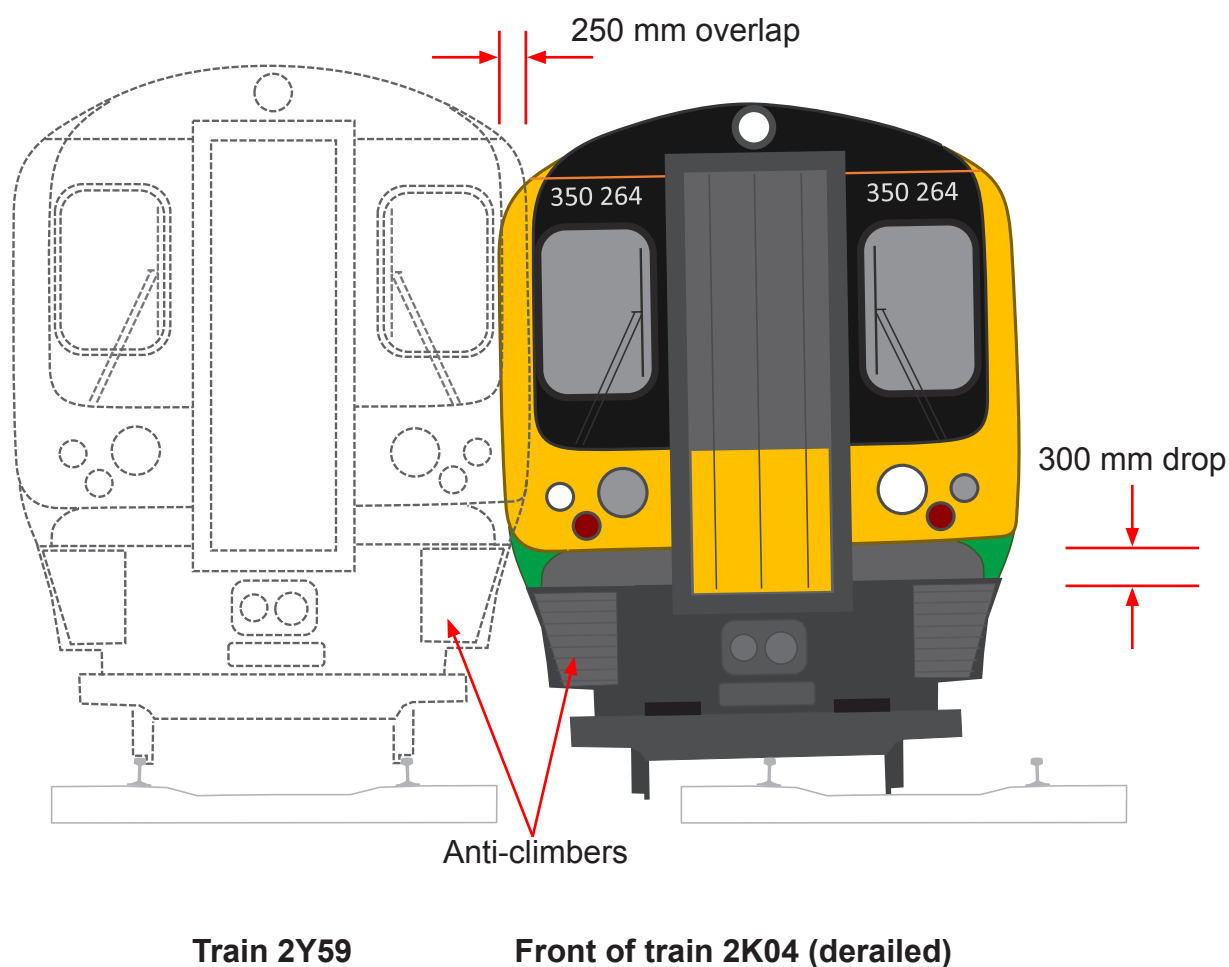 250 mm overlap
350 264
350 264
300 mm drop
Anti-climbers
Train 2Y59
Front of train 2K04 (derailed)